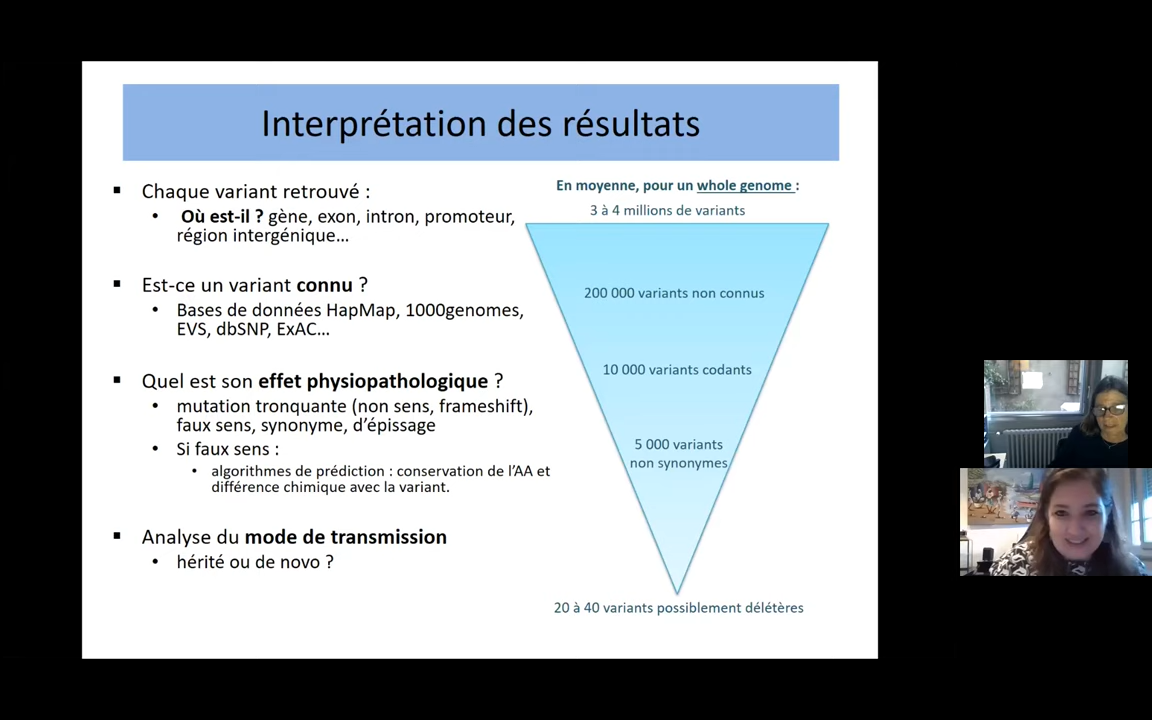 Interprétation des résultats
▪ Chaque variant retrouvé :
• Où est-il ? gène, exon, intron, promoteur,
région intergénique…
▪ Est-ce un variant connu ?
• Bases de données HapMap, 1000genomes,
EVS, dbSNP, ExAC…
▪ Quel est son effet physiopathologique ?
• mutation tronquante (non sens, frameshift),
faux sens, synonyme, d’épissage
• Si faux sens :
• algorithmes de prédiction : conservation de l’AA et
différence chimique avec la variant.
▪ Analyse du mode de transmission
• hérité ou de novo ?
En moyenne, pour un whole genome :
3 à 4 millions de variants
200 000 variants non connus
10 000 variants codants
5 000 variants
non synonymes
20 à 40 variants possiblement délétères